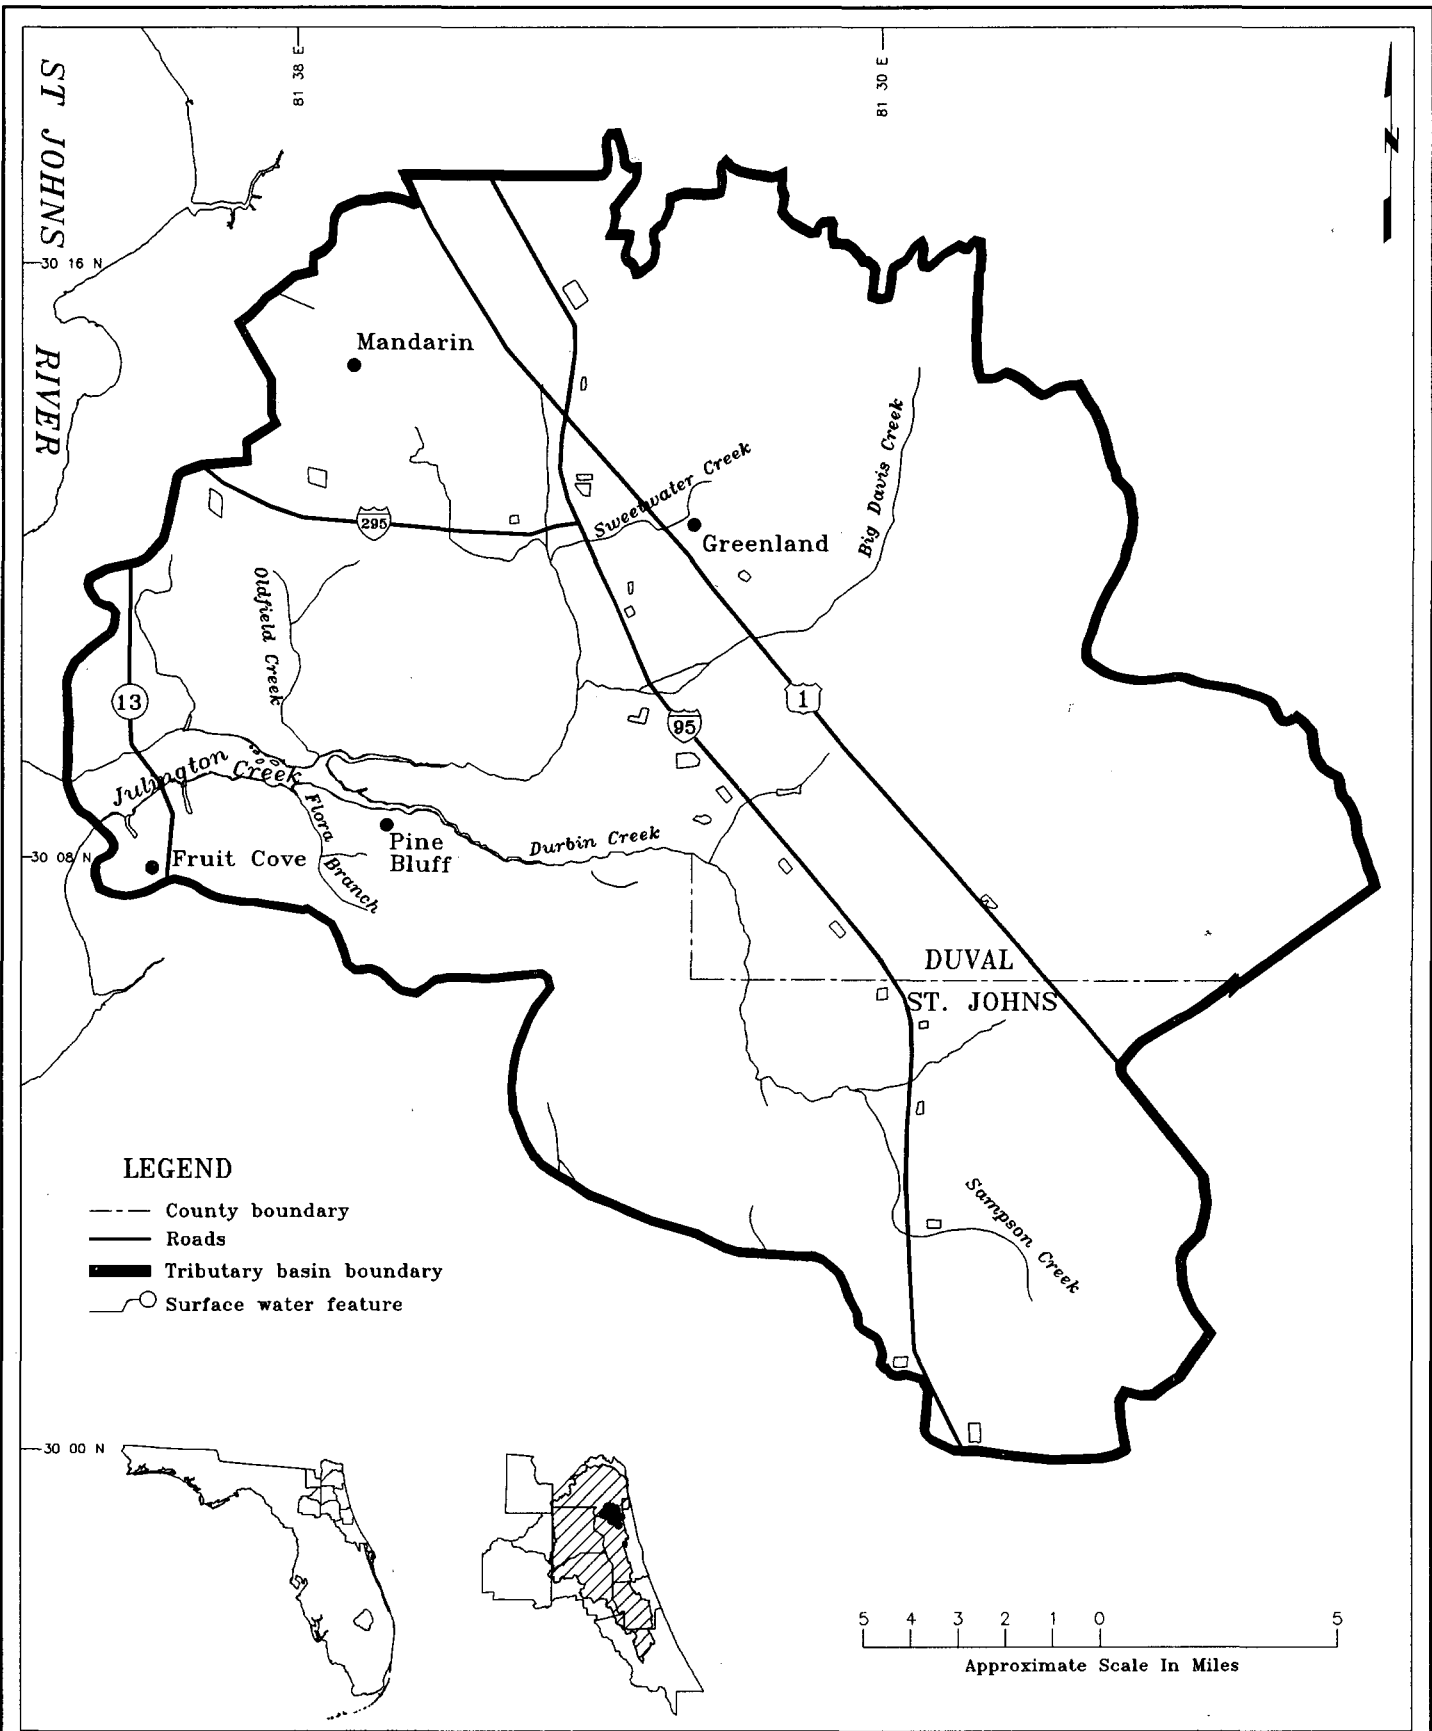 81 38 E
81 30 E
N
ST JOHNS RIVER
30 16 N
Mandarin
Big Davis Creek
Sweetwater Creek
295
Greenland
Oldfield Creek
13
1
95
Julington Creek
Flora Branch
Pine
Bluff
Durbin Creek
30 08 N
Fruit Cove
DUVAL
ST. JOHNS
Sampson Creek
LEGEND
County boundary
Roads
Tributary basin boundary
Surface water feature
30 00 N
5 4 3 2 1 0 5
Approximate Scale In Miles